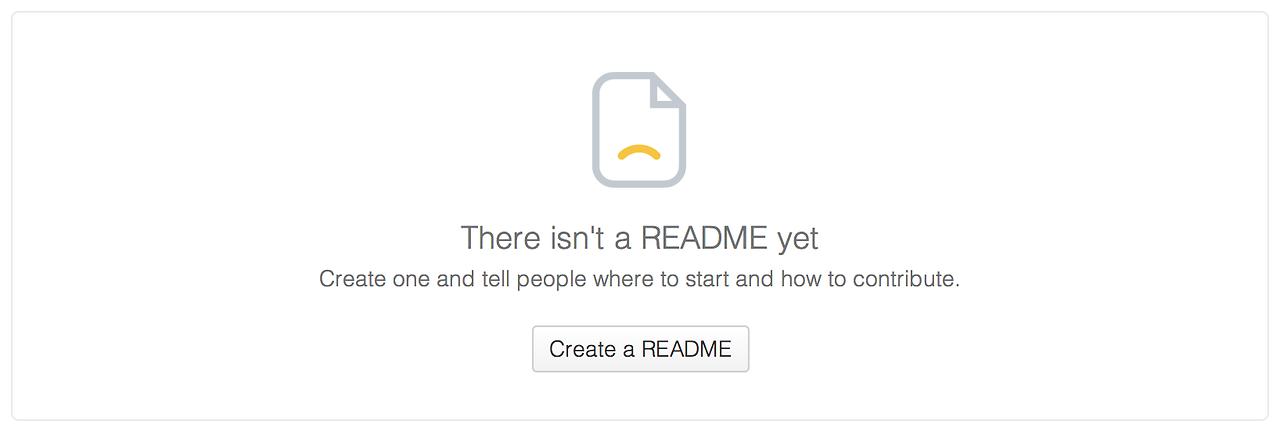 There isn't a README yet
Create one and tell people where to start and how to contribute.
Create a README